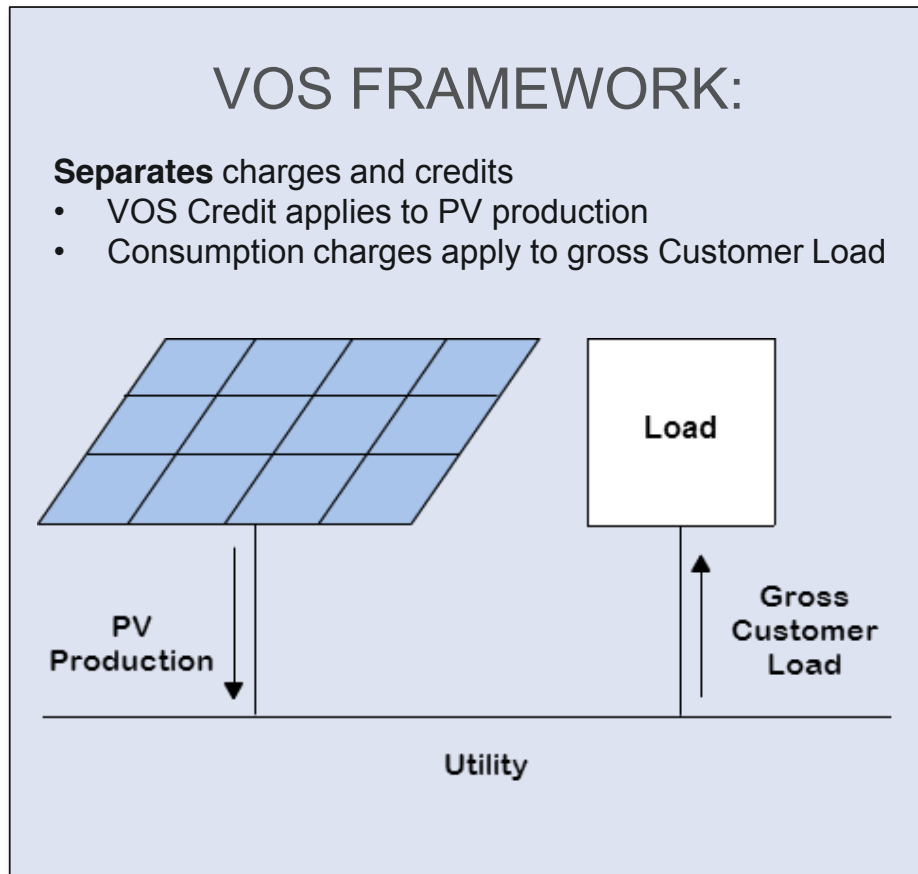 VOS FRAMEWORK:
Separates charges and credits
• VOS Credit applies to PV production
• Consumption charges apply to gross Customer Load
Load
PV
Production
Gross
Customer
Load
Utility